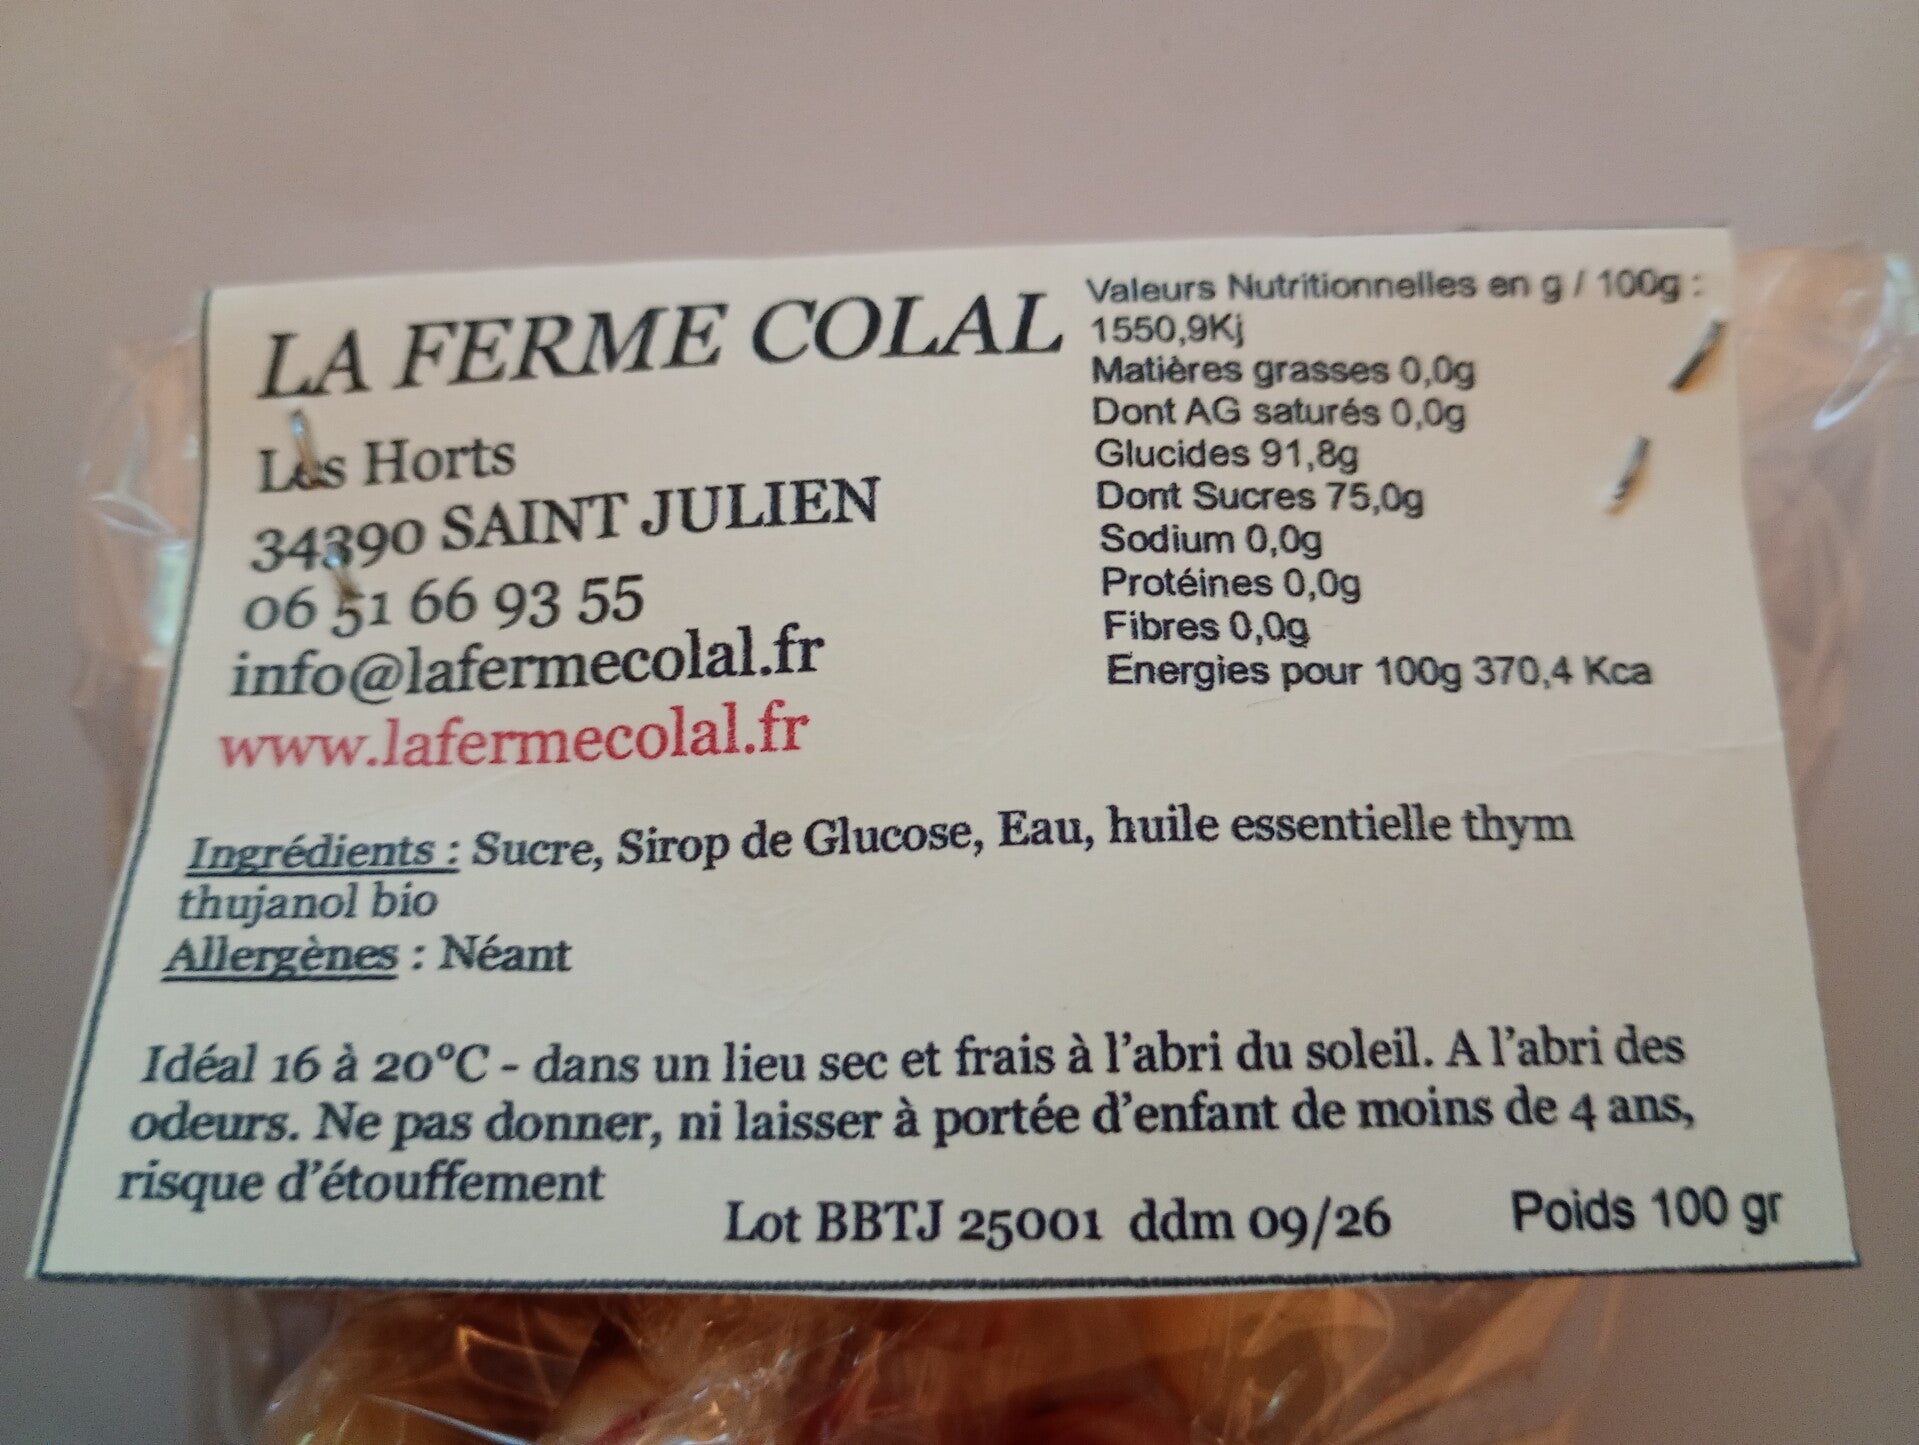 LA FERME COLAL
Les Horts
34390 SAINT JULIEN
06 51 66 93 55
info@lafermecolal.fr
www.lafermecolal.fr
Valeurs Nutritionnelles en g / 100g :
1550,9Kj
Matières grasses 0,0g
Dont AG saturés 0,0g
Glucides 91,8g
Dont Sucres 75,0g
Sodium 0,0g
Protéines 0,0g
Fibres 0,0g
Energies pour 100g 370,4 Kca
Ingrédients : Sucre, Sirop de Glucose, Eau, huile essentielle thym
thujanol bio
Allergènes : Néant
Idéal 16 à 20°C - dans un lieu sec et frais à l'abri du soleil. A l'abri des
odeurs. Ne pas donner, ni laisser à portée d'enfant de moins de 4 ans,
risque d'étouffement
Lot BBTJ 25001 ddm 09/26
Poids 100 gr